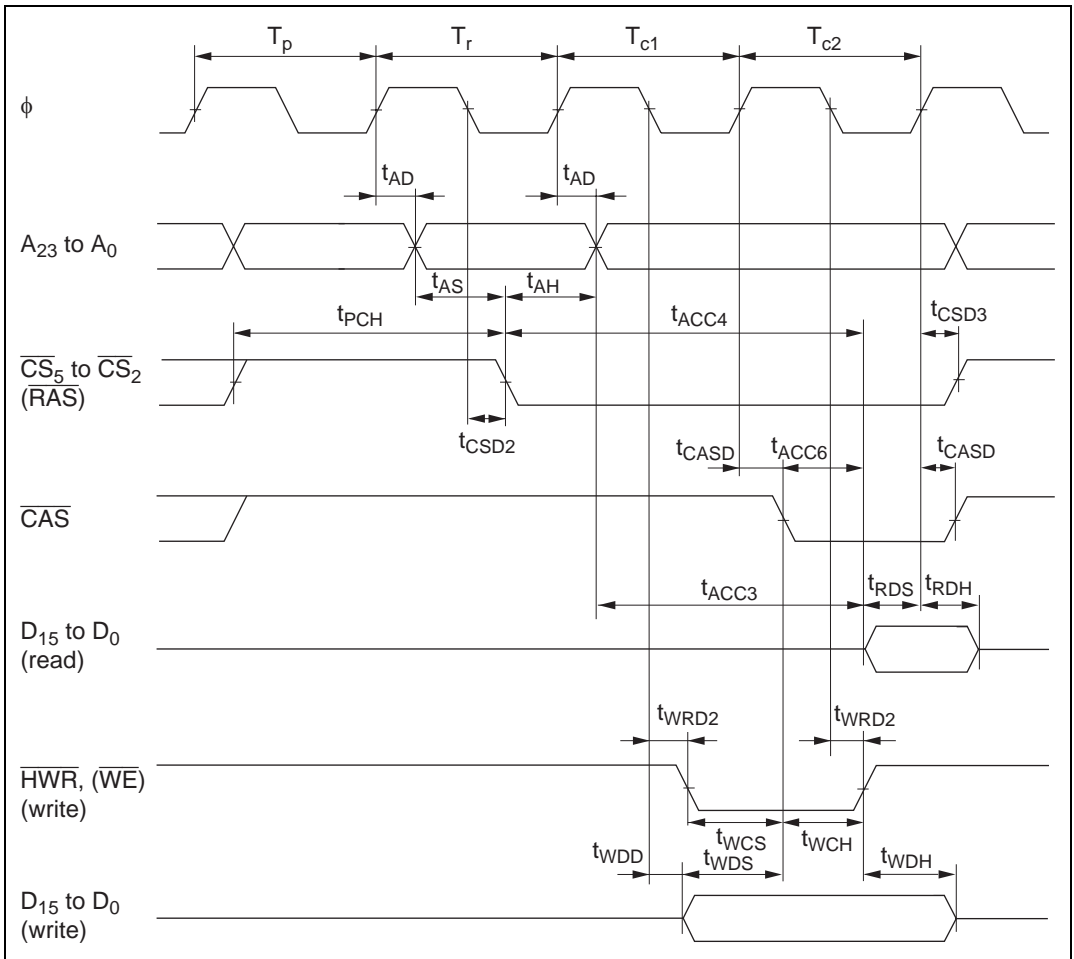 Tp Tr Tc1 Tc2
φ
tAD tAD
A23 to A0
tAS tAH
tPCH tACC4 tCSD3
CS5 to CS2
(RAS)
tCSD2
tCASD tACC6 tCASD
CAS
tACC3 tRDS tRDH
D15 to D0
(read)
tWRD2 tWRD2
HWR, (WE)
(write)
tWCS tWCH
tWDD tWDS tWDH
D15 to D0
(write)